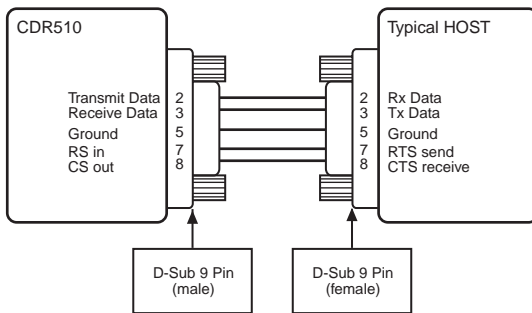 CDR510
Typical HOST
Transmit Data 2 2 Rx Data
Receive Data 3 3 Tx Data
Ground 5 5 Ground
RS in 7 7 RTS send
CS out 8 8 CTS receive
D-Sub 9 Pin
(male)
D-Sub 9 Pin
(female)